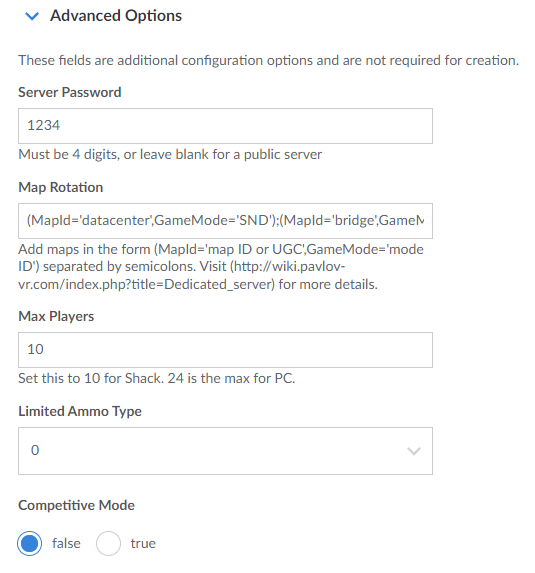 Advanced Options
These fields are additional configuration options and are not required for creation.
Server Password
1234
Must be 4 digits, or leave blank for a public server
Map Rotation
(MapId='datacenter',GameMode='SND');(MapId='bridge',GameM
Add maps in the form (MapId='map ID or UGC',GameMode='mode
ID') separated by semicolons. Visit (http://wiki.pavlov-
vr.com/index.php?title=Dedicated_server) for more details.
Max Players
10
Set this to 10 for Shack. 24 is the max for PC.
Limited Ammo Type
0
Competitive Mode
false true